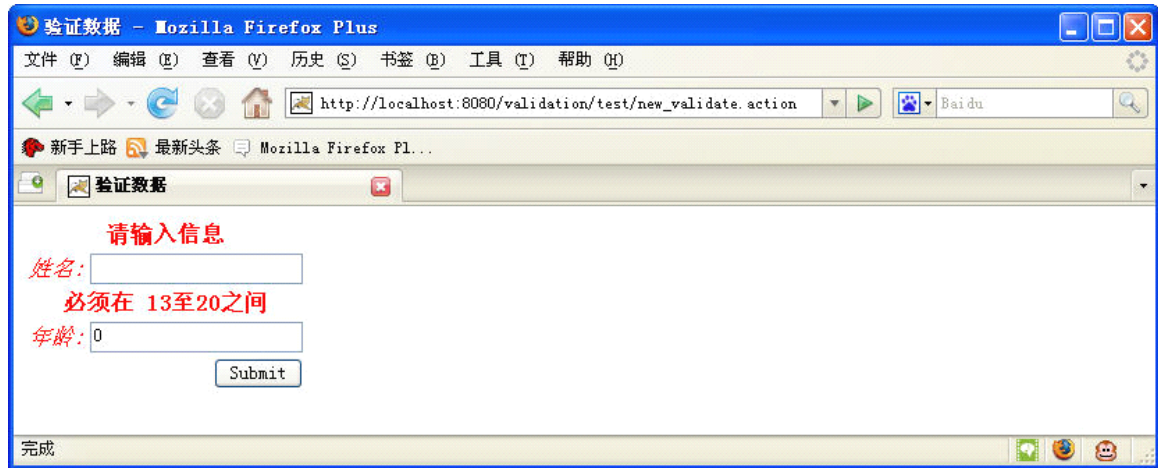 验证数据 - Mozilla Firefox Plus
文件 (F) 编辑 (E) 查看 (V) 历史 (S) 书签 (B) 工具 (T) 帮助 (H)
http://localhost:8080/validation/test/new_validate.action Baidu
新手上路 最新头条 Mozilla Firefox Pl...
验证数据
请输入信息
姓名:
必须在 13至20之间
年龄: 0
Submit
完成